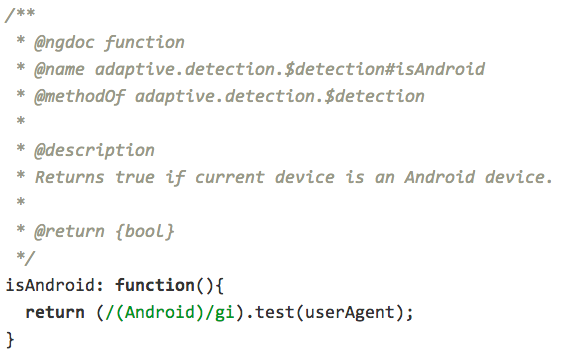 /**
 * @ngdoc function
 * @name adaptive.detection.$detection#isAndroid
 * @methodOf adaptive.detection.$detection
 *
 * @description
 * Returns true if current device is an Android device.
 *
 * @return {bool}
 */
isAndroid: function(){
  return (/(Android)/gi).test(userAgent);
}